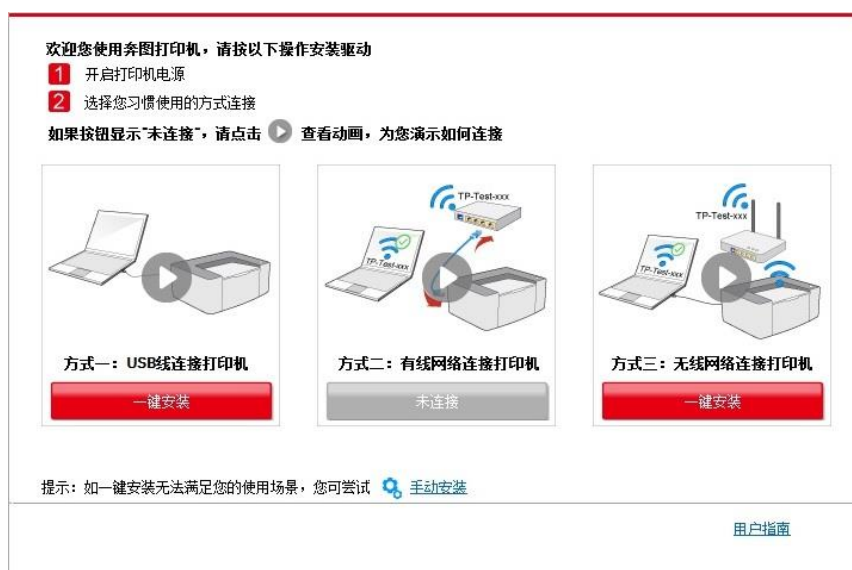 欢迎您使用奔图打印机，请按以下操作安装驱动
1 开启打印机电源
2 选择您习惯使用的方式连接
如果按钮显示"未连接"，请点击 查看动画，为您演示如何连接
TP-Test-xxx
TP-Test-xxx
TP-Test-xxx
TP-Test-xxx
方式一：USB线连接打印机
方式二：有线网络连接打印机
方式三：无线网络连接打印机
一键安装
未连接
一键安装
提示：如一键安装无法满足您的使用场景，您可尝试 手动安装
用户指南